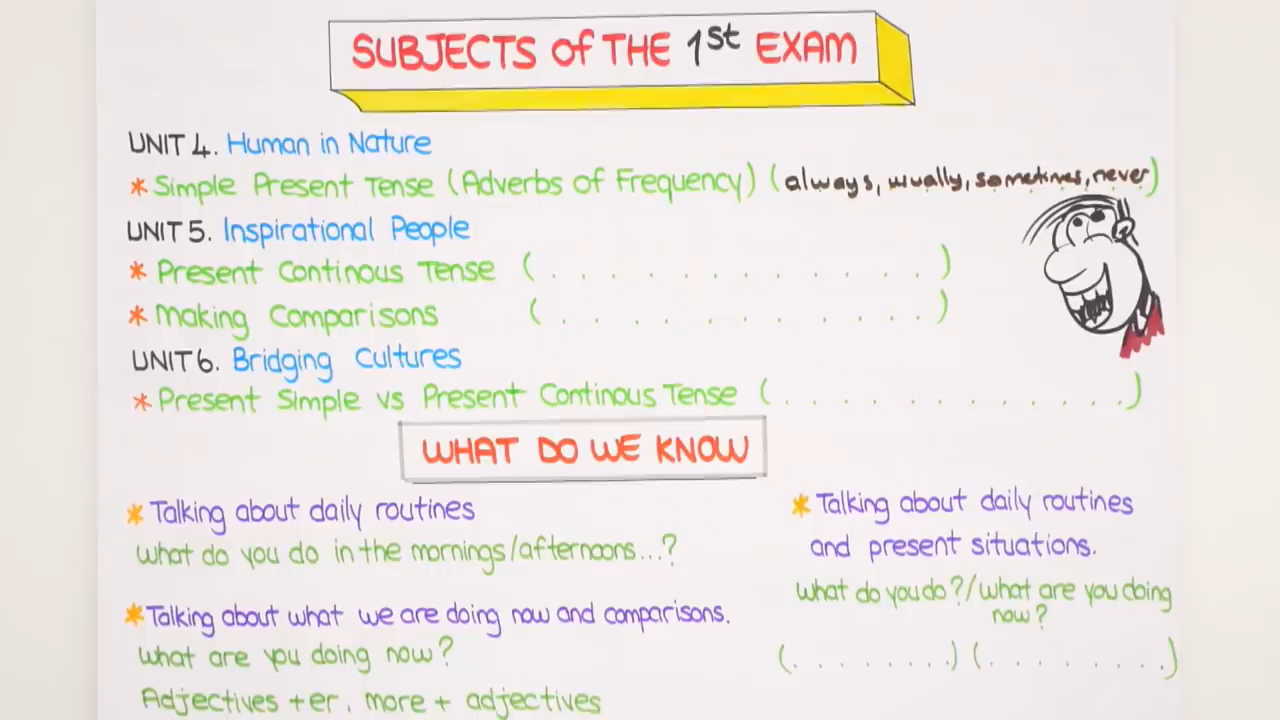 SUBJECTS of THE 1st EXAM
UNIT 4. Human in Nature
* Simple Present Tense (Adverbs of Frequency) (always, usually, sometimes, never)
UNIT 5. Inspirational People
* Present Continous Tense (. . . . . . . . . . . . .)
* Making Comparisons (. . . . . . . . . . . .)
UNIT 6. Bridging Cultures
* Present Simple vs Present Continous Tense (. . . . . . . . . . . . .)
WHAT DO WE KNOW
* Talking about daily routines
What do you do in the mornings/afternoons...?
* Talking about what we are doing now and comparisons.
What are you doing now?
Adjectives +er, more + adjectives
* Talking about daily routines
and present situations.
What do you do?/What are you doing
now?
(. . . . . . . .) (. . . . . . . .)